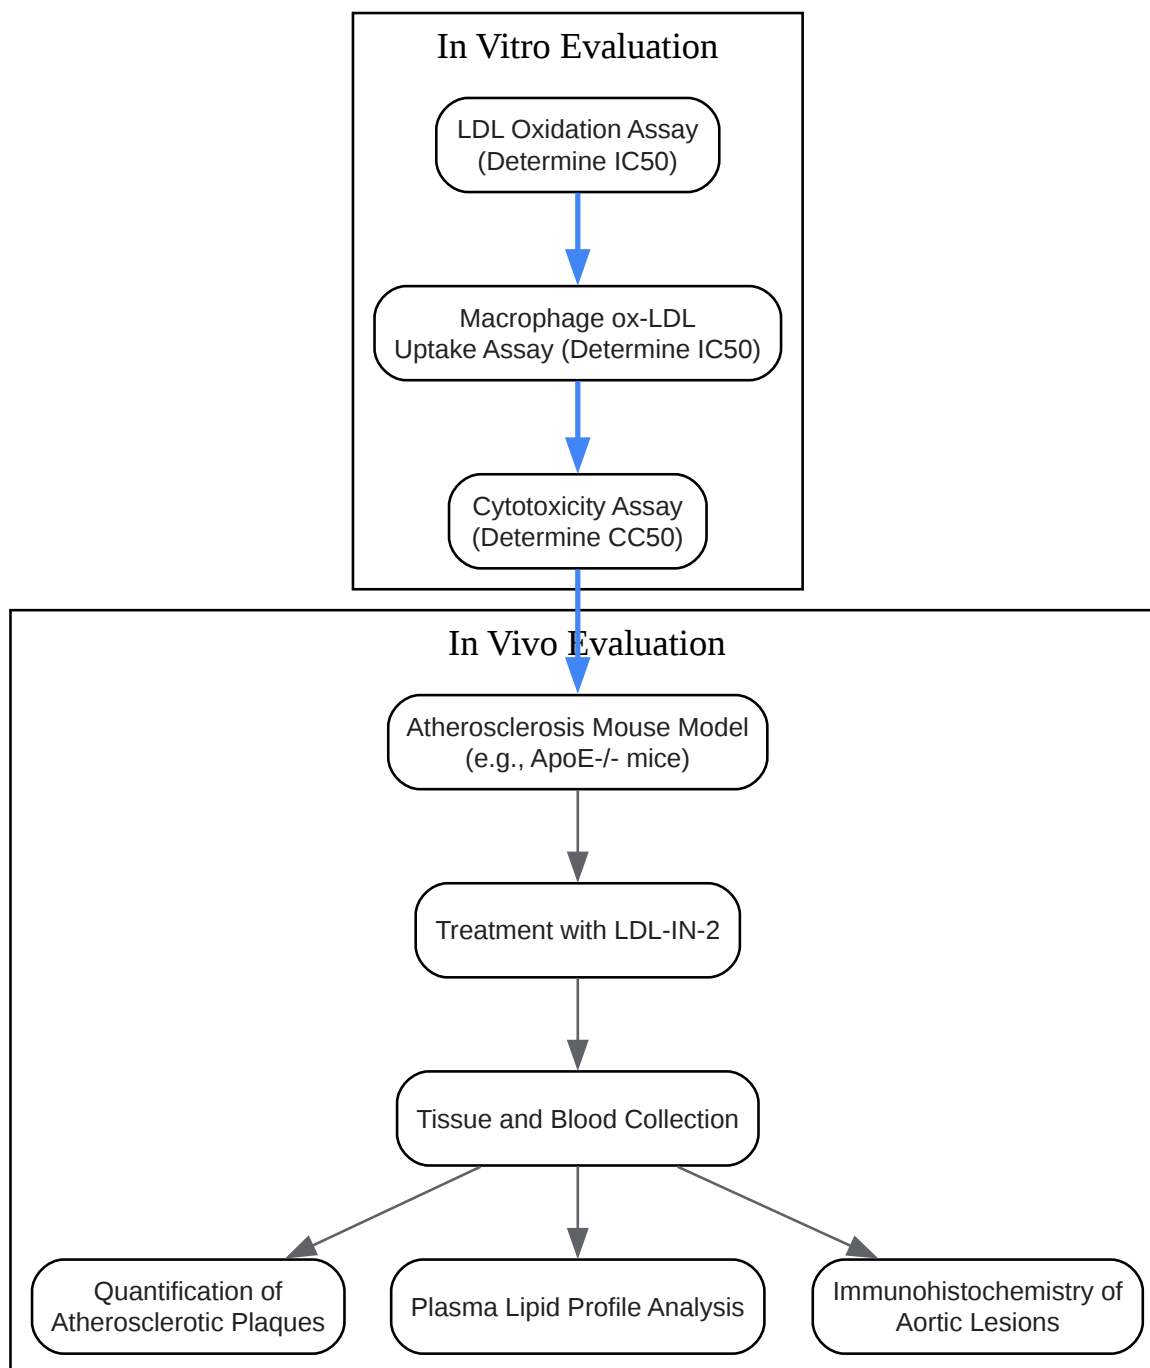 In Vitro Evaluation
LDL Oxidation Assay
(Determine IC50)
Macrophage ox-LDL
Uptake Assay (Determine IC50)
Cytotoxicity Assay
(Determine CC50)
In Vivo Evaluation
Atherosclerosis Mouse Model
(e.g., ApoE-/- mice)
Treatment with LDL-IN-2
Tissue and Blood Collection
Quantification of
Atherosclerotic Plaques
Plasma Lipid Profile Analysis
Immunohistochemistry of
Aortic Lesions